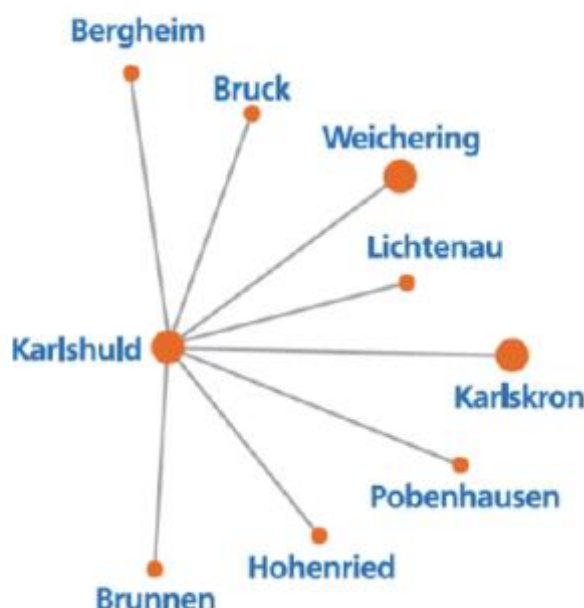 Bergheim
Bruck
Weichering
Lichtenau
Karlshuld
Karlskron
Pobenhausen
Hohenried
Brunnen